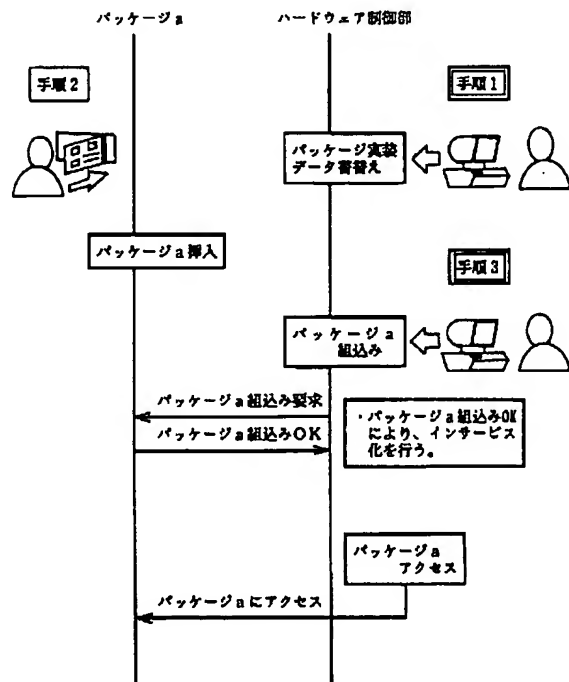 パッケージa
ハードウェア制御部
手順2
手順1
パッケージ実装
データ書替え
パッケージa挿入
手順3
パッケージa
組込み
パッケージa組込み要求
パッケージa組込みOK
・パッケージa組込みOK
により、インサービス
化を行う。
パッケージa
アクセス
パッケージaにアクセス